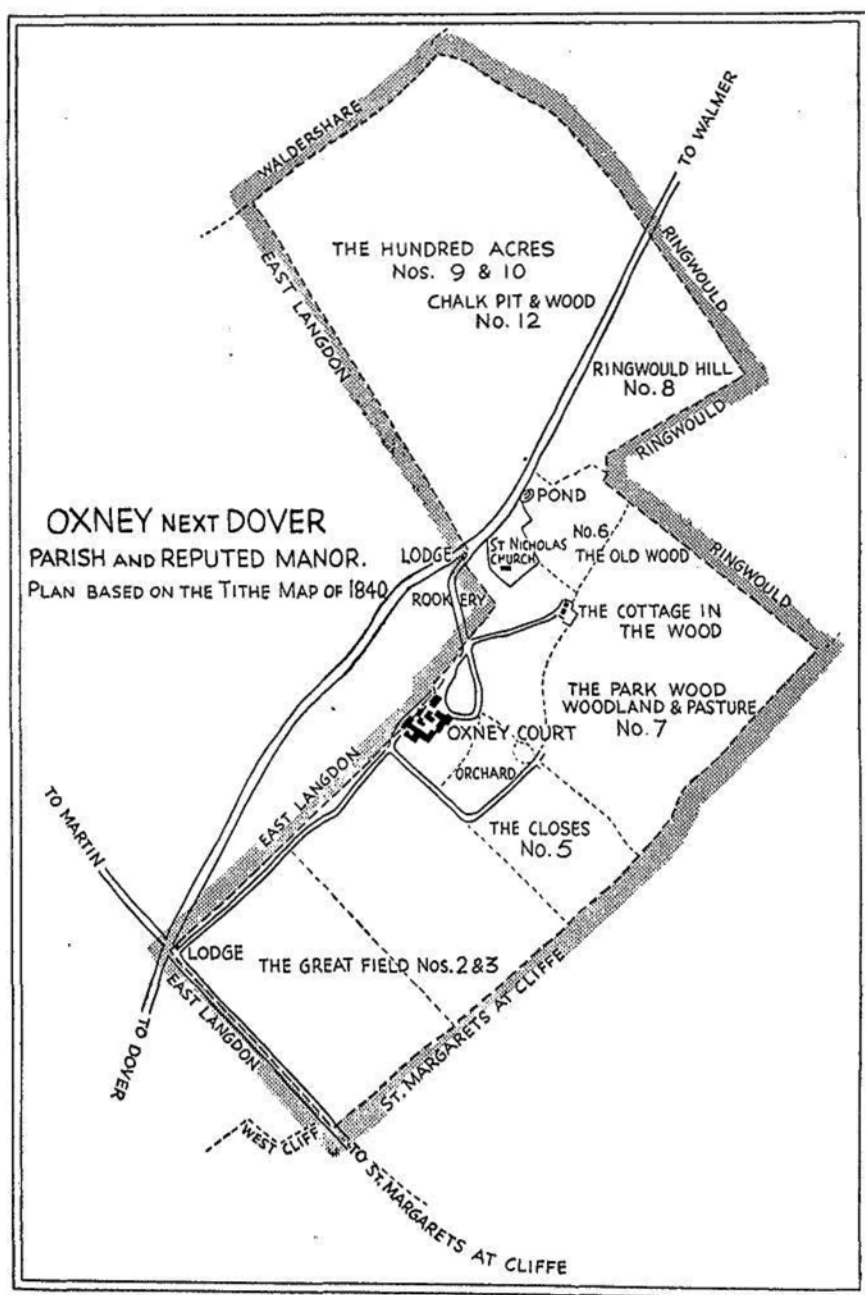 WALDERSHARE
TO WALMER
THE HUNDRED ACRES
Nos. 9 & 10
CHALK PIT & WOOD
No. 12
EAST LANGDON
RINGWOULD
RINGWOULD HILL
No. 8
RINGWOULD
POND
OXNEY NEXT DOVER
PARISH AND REPUTED MANOR.
PLAN BASED ON THE TITHE MAP OF 1840
LODGE
ST NICHOLAS
CHURCH
No. 6
THE OLD WOOD
RINGWOULD
ROOKERY
THE COTTAGE IN
THE WOOD
THE PARK WOOD
WOODLAND & PASTURE
No. 7
OXNEY COURT
ORCHARD
EAST LANGDON
TO MARTIN
THE CLOSES
No. 5
LODGE
THE GREAT FIELD Nos. 2 & 3
EAST LANGDON
ST. MARGARETS AT CLIFFE
TO DOVER
WEST CLIFF
TO ST. MARGARETS AT CLIFFE